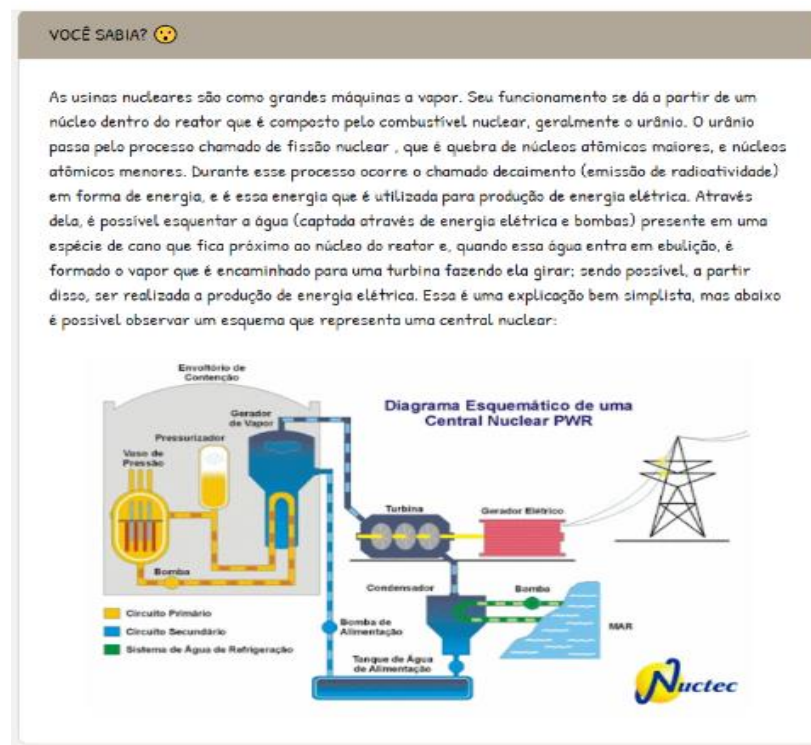 VOCÊ SABIA? 😮
As usinas nucleares são como grandes máquinas a vapor. Seu funcionamento se dá a partir de um
núcleo dentro do reator que é composto pelo combustível nuclear, geralmente o urânio. O urânio
passa pelo processo chamado de fissão nuclear , que é quebra de núcleos atômicos maiores, e núcleos
atômicos menores. Durante esse processo ocorre o chamado decaimento (emissão de radioatividade)
em forma de energia, e é essa energia que é utilizada para produção de energia elétrica. Através
dela, é possível esquentar a água (captada através de energia elétrica e bombas) presente em uma
espécie de cano que fica próximo ao núcleo do reator e, quando essa água entra em ebulição, é
formado o vapor que é encaminhado para uma turbina fazendo ela girar; sendo possível, a partir
disso, ser realizada a produção de energia elétrica. Essa é uma explicação bem simplista, mas abaixo
é possível observar um esquema que representa uma central nuclear:
Envoltório de
Contenção
Diagrama Esquemático de uma
Central Nuclear PWR
Gerador
de Vapor
Pressurizador
Vaso de
Pressão
Turbina
Gerador Elétrico
Bomba
Condensador
Bomba
Circuito Primário
Circuito Secundário
Sistema de Água de Refrigeração
Bomba de
Alimentação
MAR
Tanque de Água
de Alimentação
Nuctec